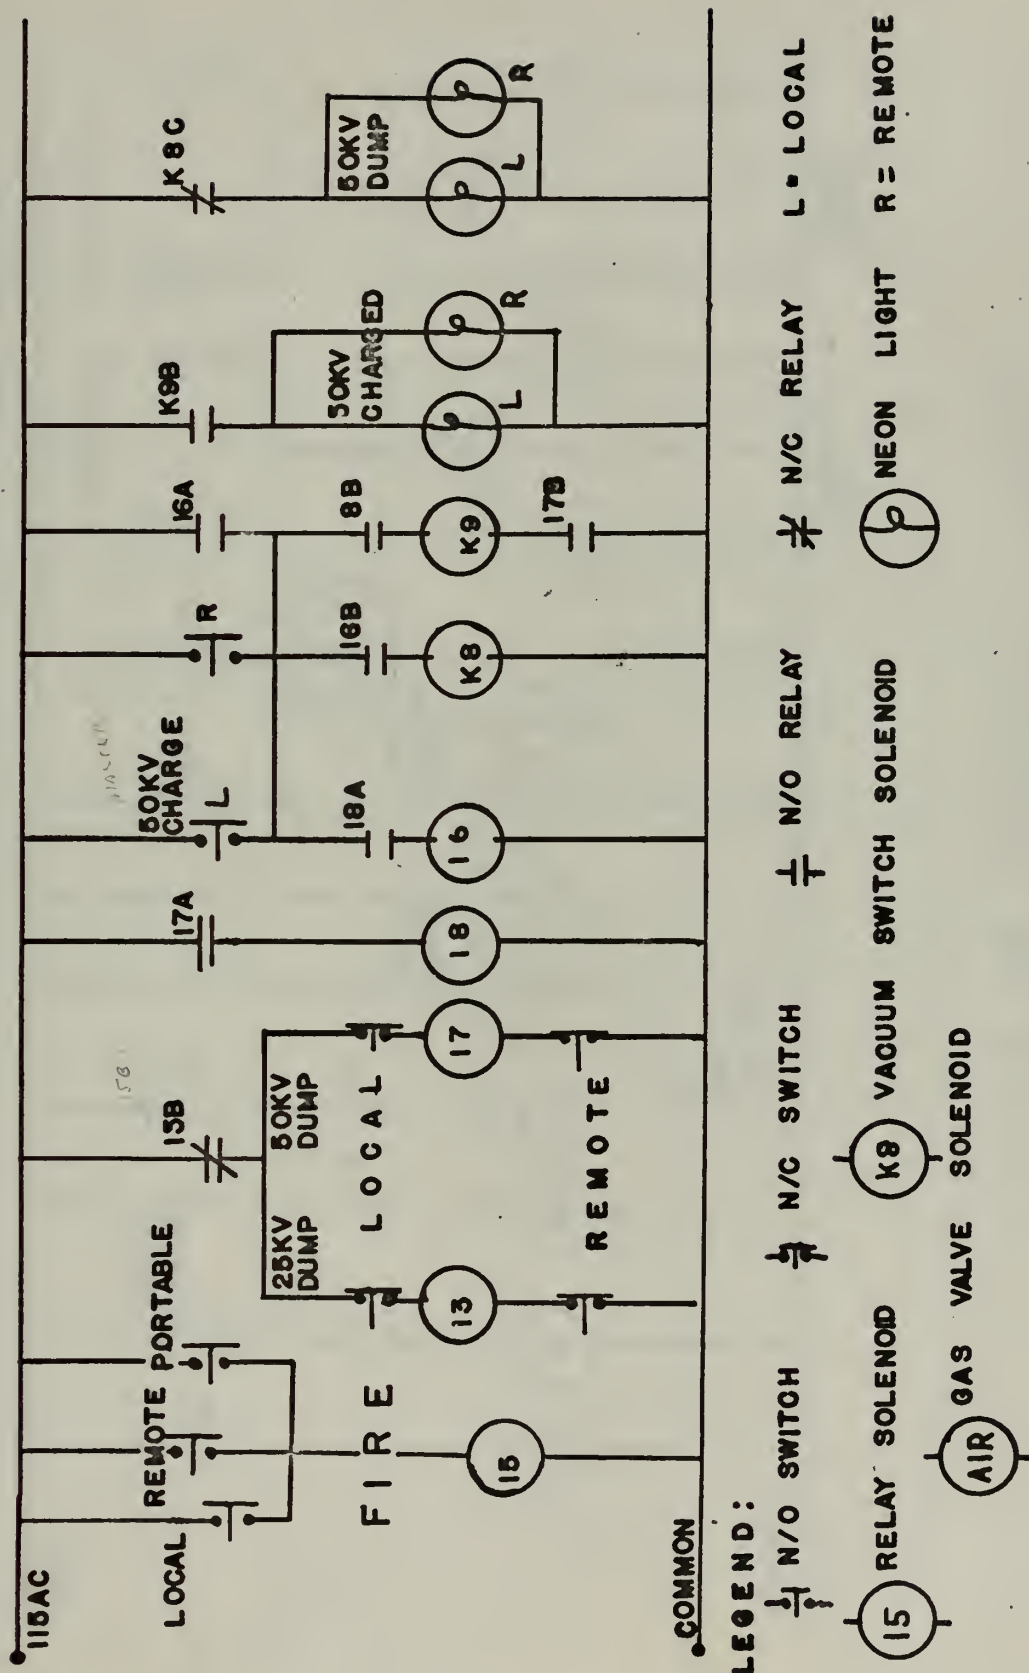 115AC
LOCAL
REMOTE
PORTABLE
FIRE
15
13B
15B
25KV
DUMP
50KV
DUMP
LOCAL
13
17
REMOTE
17A
18
50KV
CHARGE
L
18A
16
R
16B
K8
16A
8B
K9
17B
K9B
50KV
CHARGED
L
R
K8C
50KV
DUMP
L
R
COMMON
LEGEND:
N/O SWITCH
N/C SWITCH
N/O RELAY
N/C RELAY
L = LOCAL
15 RELAY SOLENOID
K8 VACUUM SWITCH SOLENOID
NEON LIGHT
R = REMOTE
AIR GAS VALVE SOLENOID